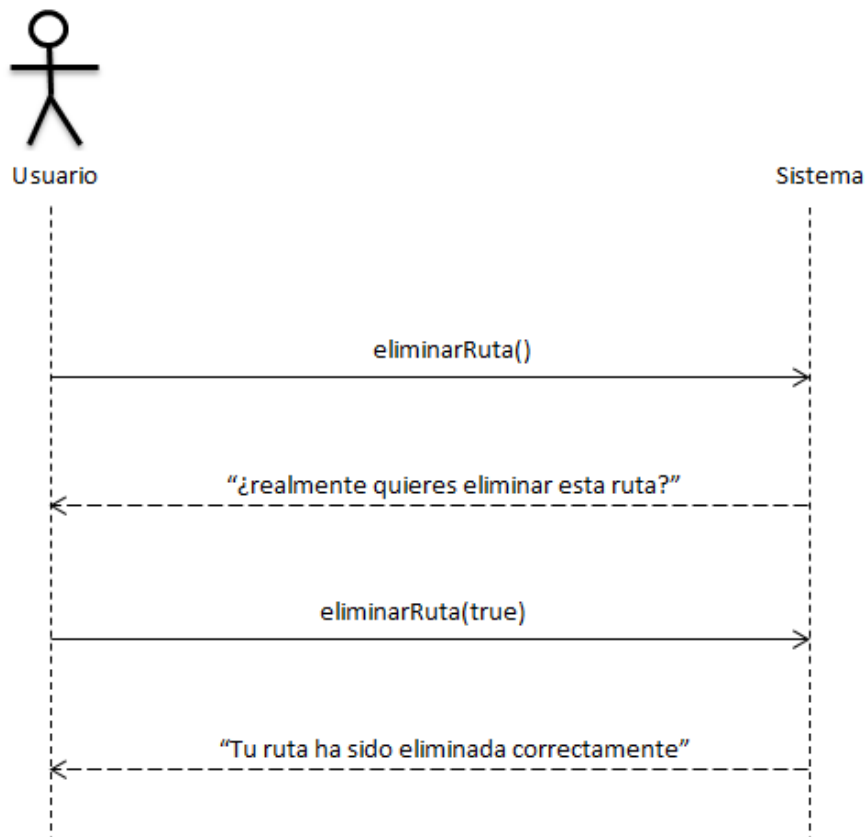 Usuario
Sistema
eliminarRuta()
“¿realmente quieres eliminar esta ruta?”
eliminarRuta(true)
“Tu ruta ha sido eliminada correctamente”